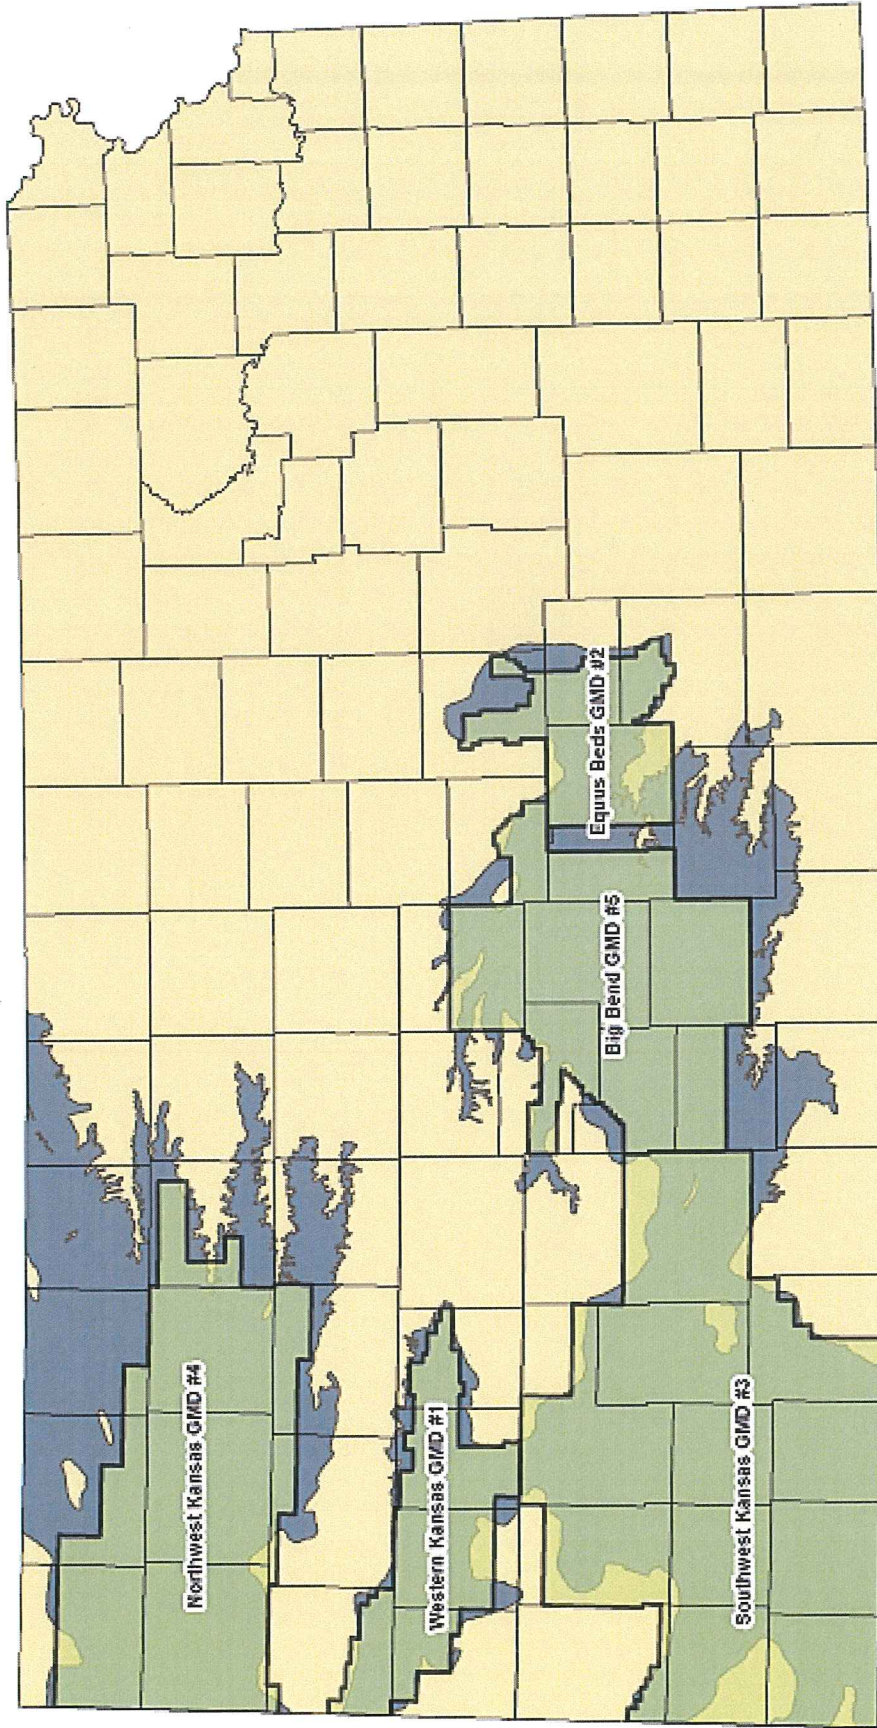 Northwest Kansas GMD #4
Western Kansas GMD #1
Southwest Kansas GMD #3
Big Bend GMD #5
Equus Beds GMD #2